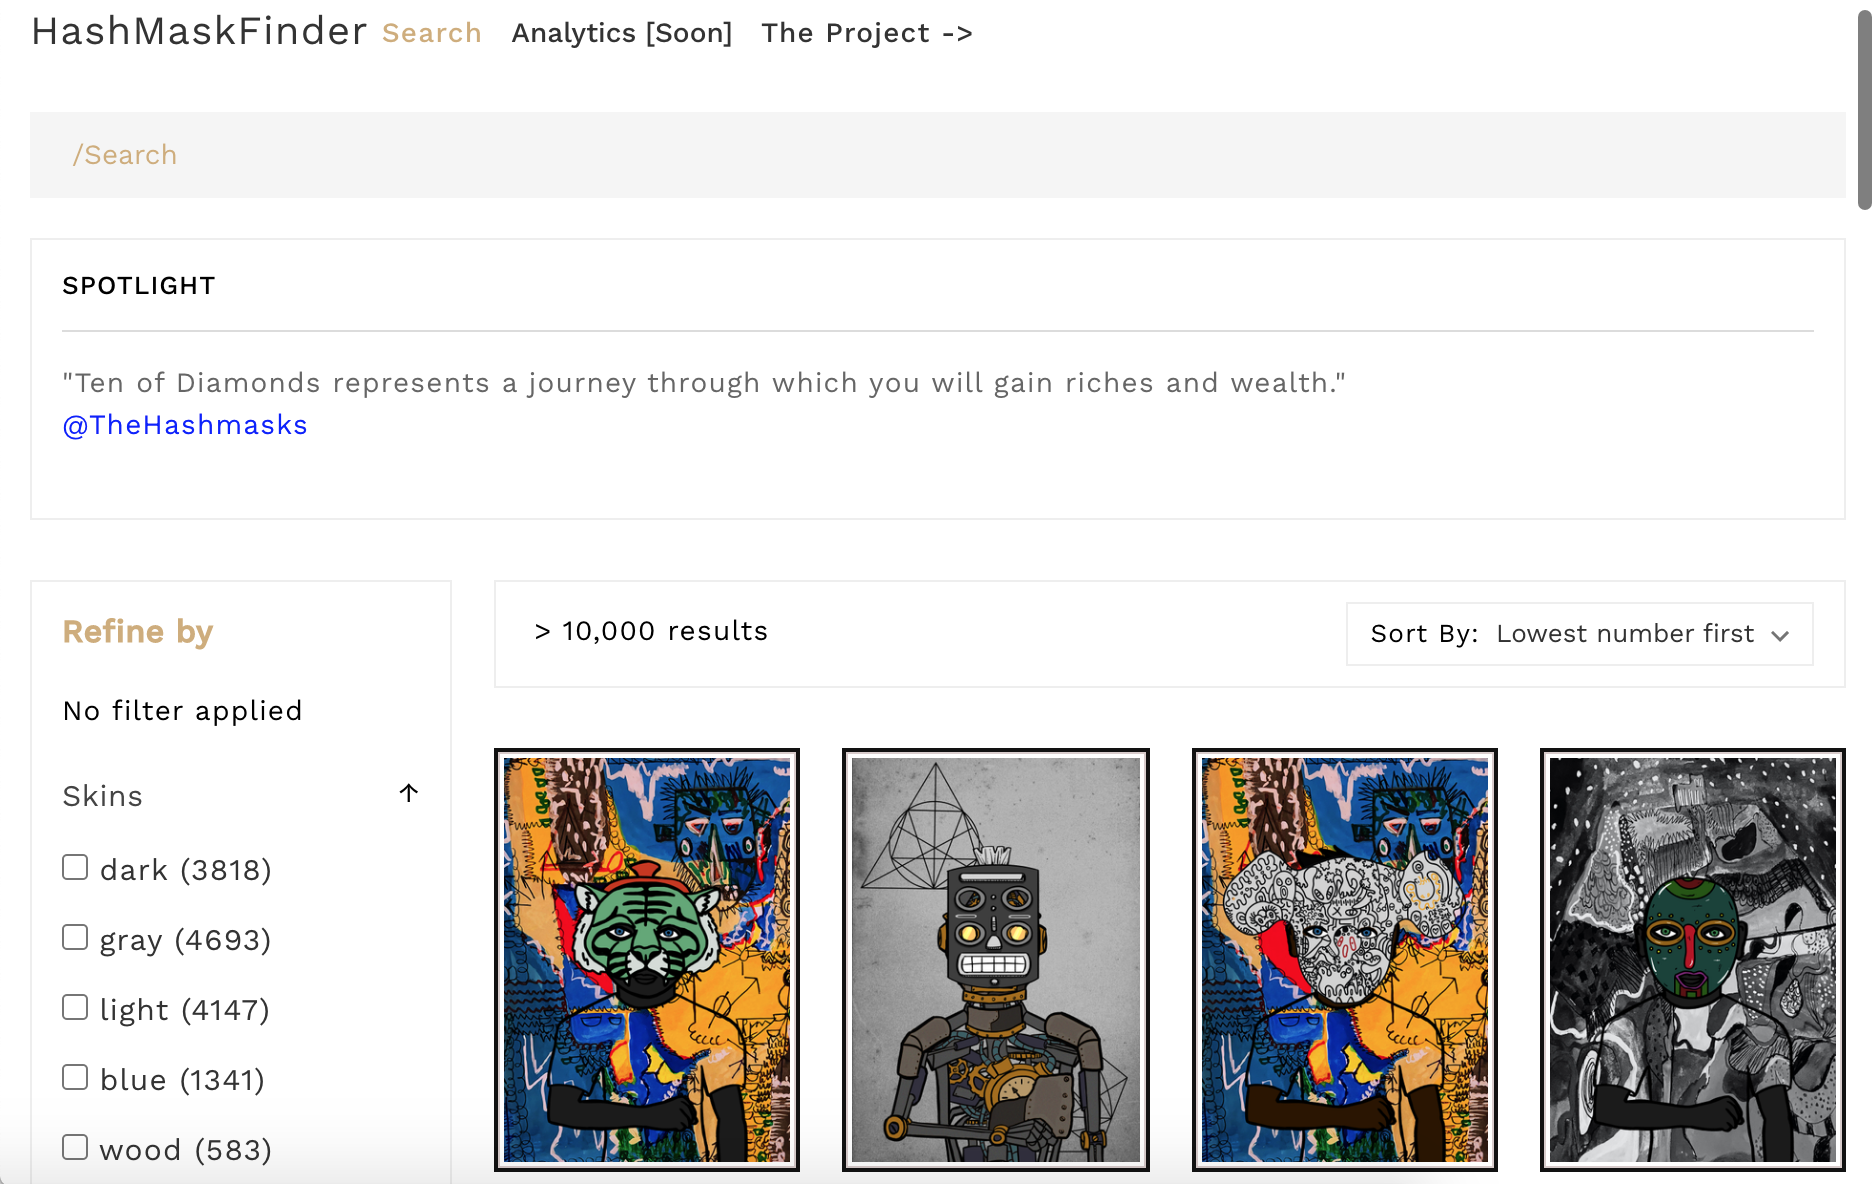 HashMaskFinder Search Analytics [Soon] The Project ->
/Search
SPOTLIGHT
"Ten of Diamonds represents a journey through which you will gain riches and wealth."
@TheHashmasks
Refine by
No filter applied
Skins
dark (3818)
gray (4693)
light (4147)
blue (1341)
wood (583)
> 10,000 results
Sort By: Lowest number first